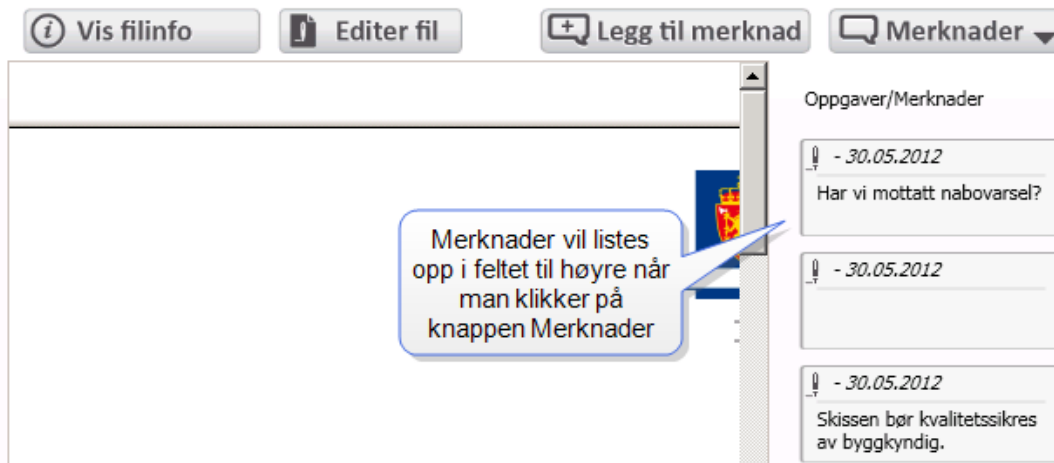 Vis filinfo
Editer fil
Legg til merknad
Merknader
Oppgaver/Merknader
- 30.05.2012
Har vi mottatt nabovarsel?
Merknader vil listes
opp i feltet til høyre når
man klikker på
knappen Merknader
- 30.05.2012
- 30.05.2012
Skissen bør kvalitetssikres
av byggkyndig.